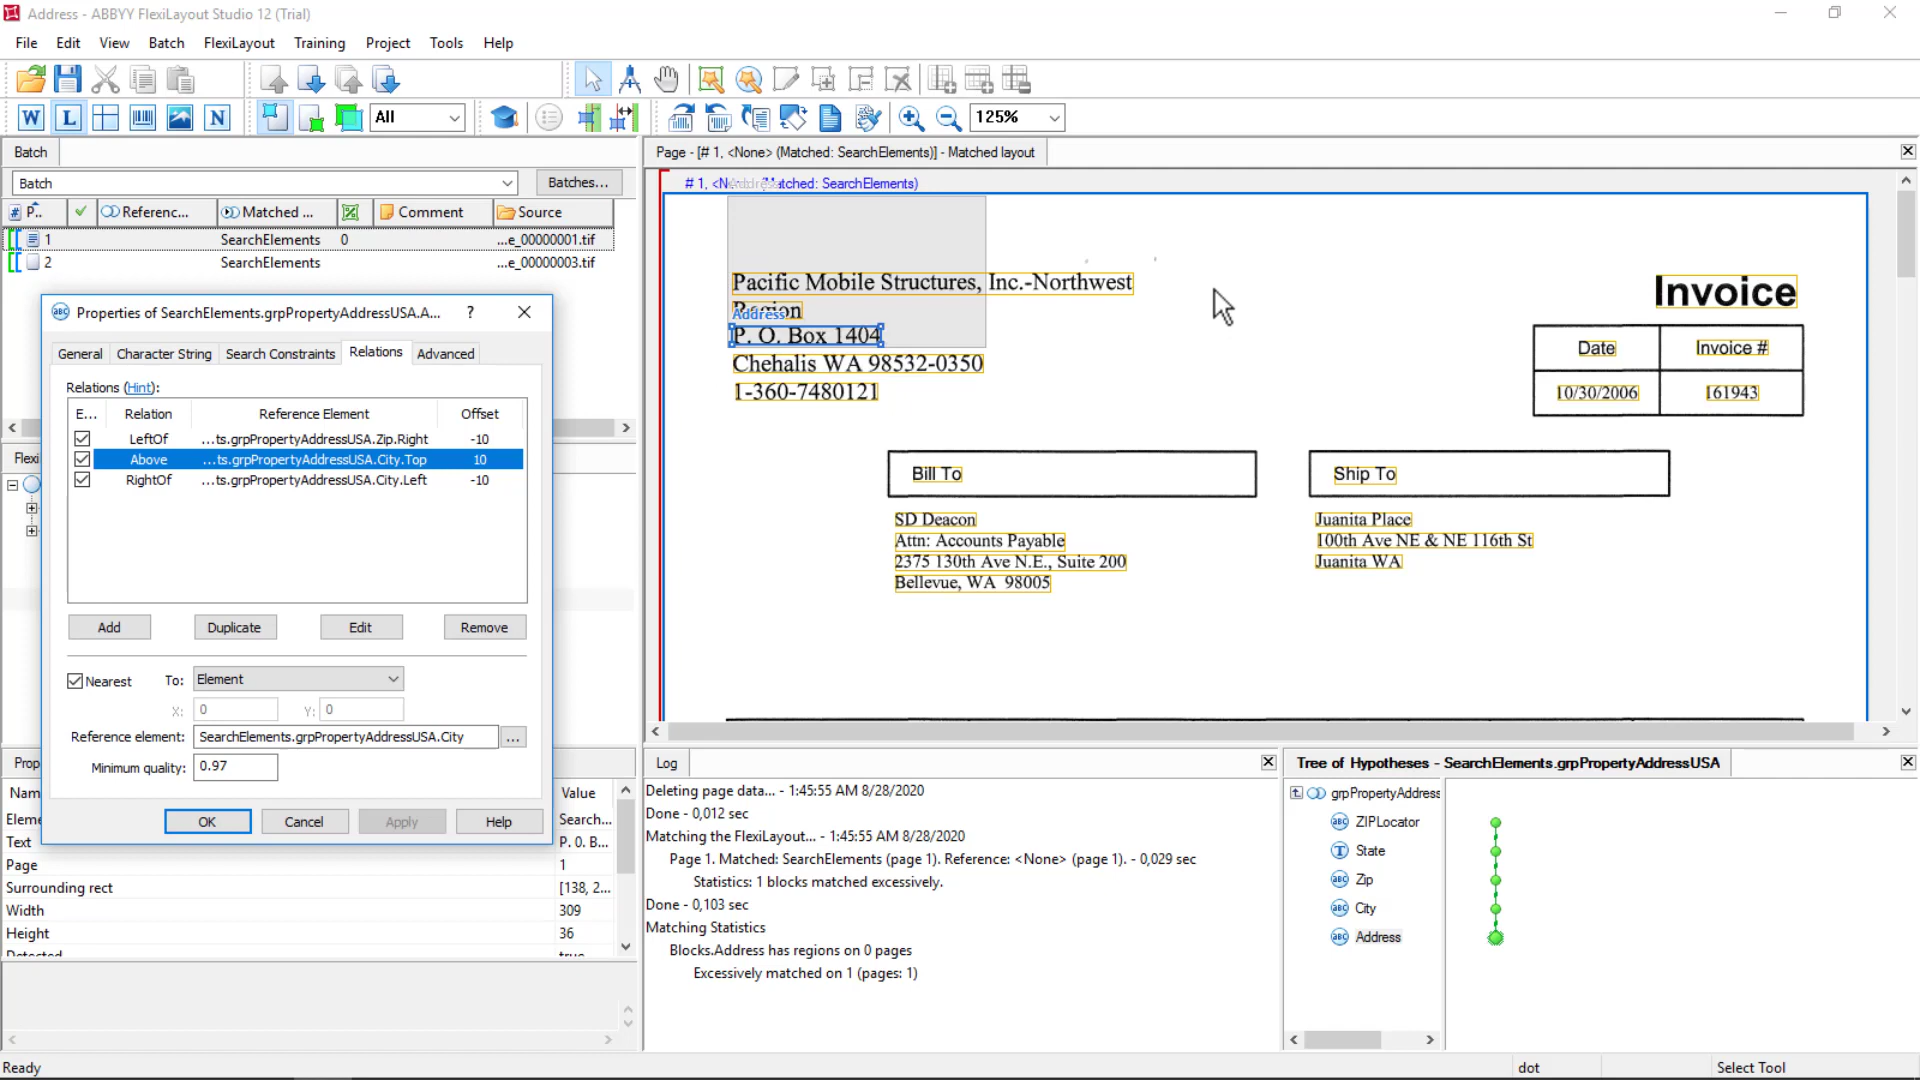 Address - ABBYY FlexiLayout Studio 12 (Trial)
File Edit View Batch FlexiLayout Training Project Tools Help
W L N All 125%
Batch
Batch Batches...
# P.. Referenc... Matched ... Comment Source
1 SearchElements 0 ...e_00000001.tif
2 SearchElements ...e_00000003.tif
Flexi
Properties of SearchElements.grpPropertyAddressUSA.A... ?
General Character String Search Constraints Relations Advanced
Relations (Hint):
E... Relation Reference Element Offset
LeftOf ...ts.grpPropertyAddressUSA.Zip.Right -10
Above ...ts.grpPropertyAddressUSA.City.Top 10
RightOf ...ts.grpPropertyAddressUSA.City.Left -10
Add Duplicate Edit Remove
Nearest To: Element
X: 0 Y: 0
Reference element: SearchElements.grpPropertyAddressUSA.City ...
Minimum quality: 0.97
OK Cancel Apply Help
Prop
Nam Value
Eleme Search...
Text P. 0. B...
Page 1
Surrounding rect [138, 2...
Width 309
Height 36
Detected true
Page - [# 1, <None> (Matched: SearchElements)] - Matched layout
# 1, <N Address tched: SearchElements)
Pacific Mobile Structures, Inc.-Northwest
Region
Address
P. O. Box 1404
Chehalis WA 98532-0350
1-360-7480121
Invoice
Date Invoice #
10/30/2006 161943
Bill To
SD Deacon
Attn: Accounts Payable
2375 130th Ave N.E., Suite 200
Bellevue, WA 98005
Ship To
Juanita Place
100th Ave NE & NE 116th St
Juanita WA
Log
Deleting page data... - 1:45:55 AM 8/28/2020
Done - 0,012 sec
Matching the FlexiLayout... - 1:45:55 AM 8/28/2020
Page 1. Matched: SearchElements (page 1). Reference: <None> (page 1). - 0,029 sec
Statistics: 1 blocks matched excessively.
Done - 0,103 sec
Matching Statistics
Blocks.Address has regions on 0 pages
Excessively matched on 1 (pages: 1)
Tree of Hypotheses - SearchElements.grpPropertyAddressUSA
grpPropertyAddress
ZIPLocator
State
Zip
City
Address
Ready dot Select Tool